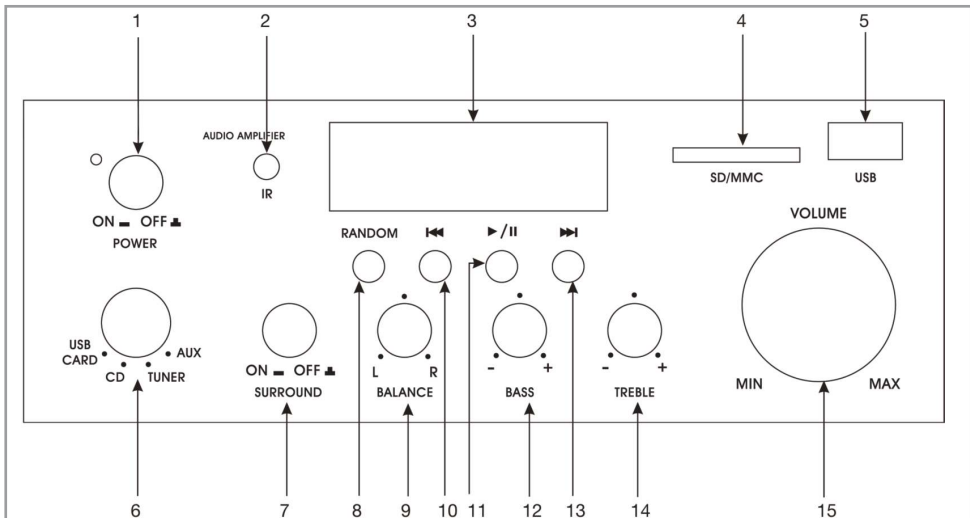 1 2 3 4 5
AUDIO AMPLIFIER
IR
SD/MMC
USB
ON OFF
POWER
VOLUME
RANDOM ⏮ ▶/II ⏭
USB
CARD
CD TUNER
AUX
ON OFF
SURROUND
L R
BALANCE
- +
BASS
- +
TREBLE
MIN MAX
6 7 8 9 10 11 12 13 14 15